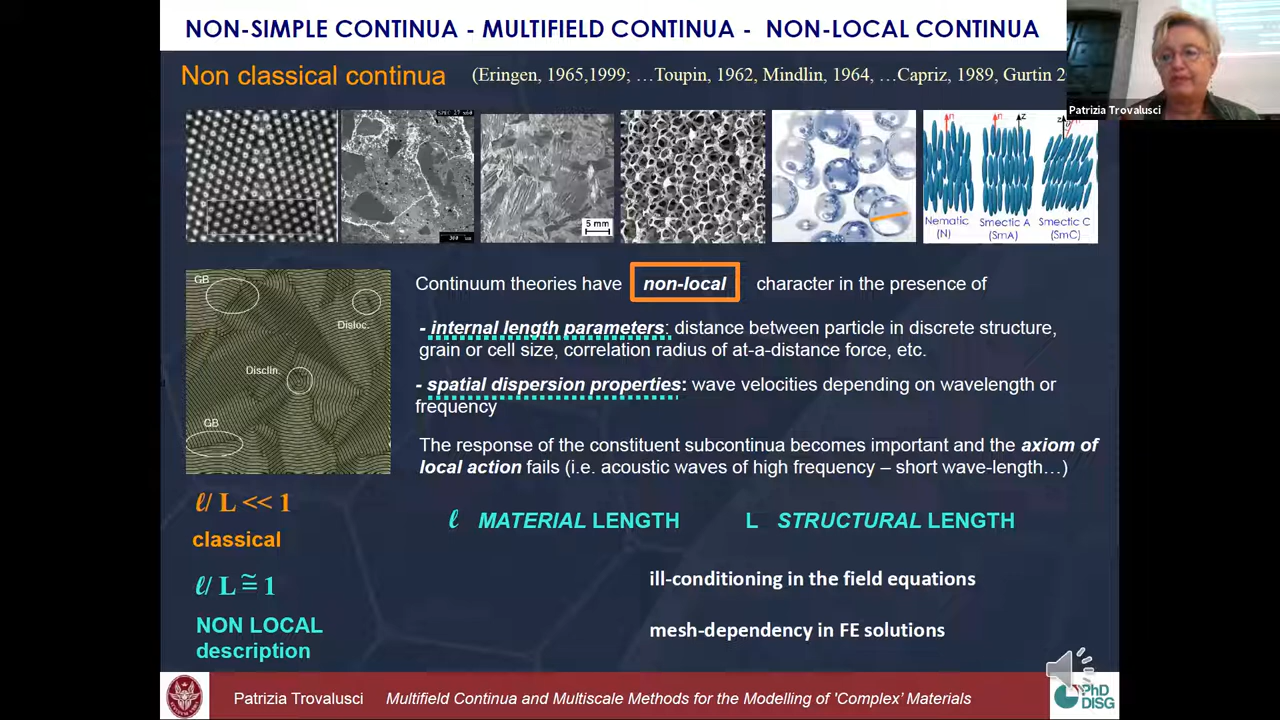 NON-SIMPLE CONTINUA - MULTIFIELD CONTINUA - NON-LOCAL CONTINUA
Non classical continua
(Eringen, 1965,1999; …Toupin, 1962, Mindlin, 1964, …Capriz, 1989, Gurtin 2
Patrizia Trovalusci
5 mm
n
n
z
z
Nematic
(N)
Smectic A
(SmA)
Smectic C
(SmC)
GB
Disloc.
Disclin.
GB
Continuum theories have non-local character in the presence of
- internal length parameters: distance between particle in discrete structure,
grain or cell size, correlation radius of at-a-distance force, etc.
- spatial dispersion properties: wave velocities depending on wavelength or
frequency
The response of the constituent subcontinua becomes important and the axiom of
local action fails (i.e. acoustic waves of high frequency – short wave-length…)
ℓ/ L << 1
classical
ℓ MATERIAL LENGTH
L STRUCTURAL LENGTH
ℓ/ L ≅ 1
NON LOCAL
description
ill-conditioning in the field equations
mesh-dependency in FE solutions
Patrizia Trovalusci
Multifield Continua and Multiscale Methods for the Modelling of 'Complex’ Materials
PhD
DISG